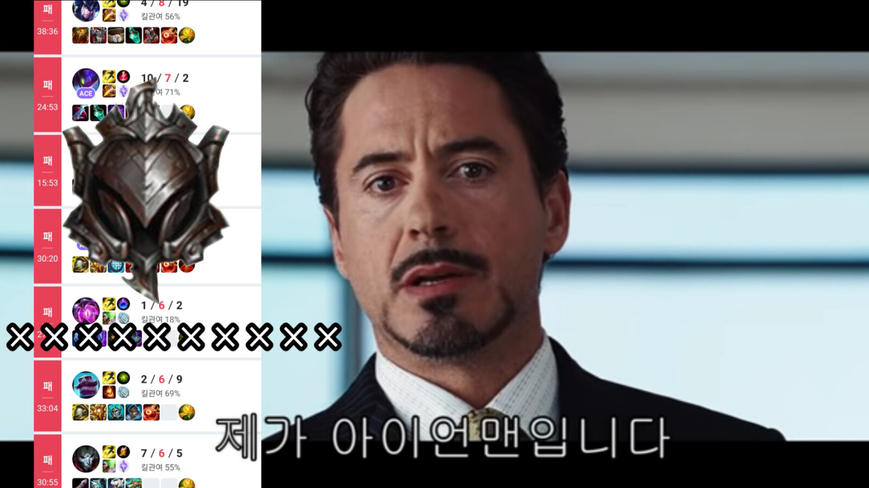 4 / 8 / 19
패
킬관여 56%
38:36
10 / 7 / 2
패
ACE
여 71%
24:53
패
15:53
패
30:20
1 / 6 / 2
패
킬관여 18%
2 / 6 / 9
패
킬관여 69%
33:04
제가 아이언맨입니다
7 / 6 / 5
패
킬관여 55%
30:55